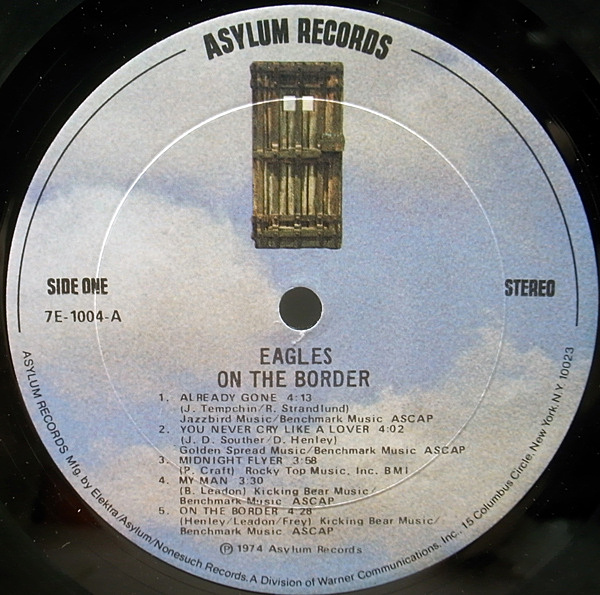 ASYLUM RECORDS
SIDE ONE
STEREO
7E-1004-A
EAGLES
ON THE BORDER
1. ALREADY GONE 4:13
(J. Tempchin/R. Strandlund)
Jazzbird Music/Benchmark Music ASCAP
2. YOU NEVER CRY LIKE A LOVER 4:02
(J. D. Souther/D. Henley)
Golden Spread Music/Benchmark Music ASCAP
3. MIDNIGHT FLYER 3:58
(P. Craft) Rocky Top Music, Inc. BMI
4. MY MAN 3:30
(B. Leadon) Kicking Bear Music/
Benchmark Music ASCAP
5. ON THE BORDER 4:28
(Henley/Leadon/Frey) Kicking Bear Music/
Benchmark Music ASCAP
Ⓟ 1974 Asylum Records
ASYLUM RECORDS Mfg. by Elektra/Asylum/Nonesuch Records. A Division of Warner Communications, Inc., 15 Columbus Circle, New York, N.Y. 10023